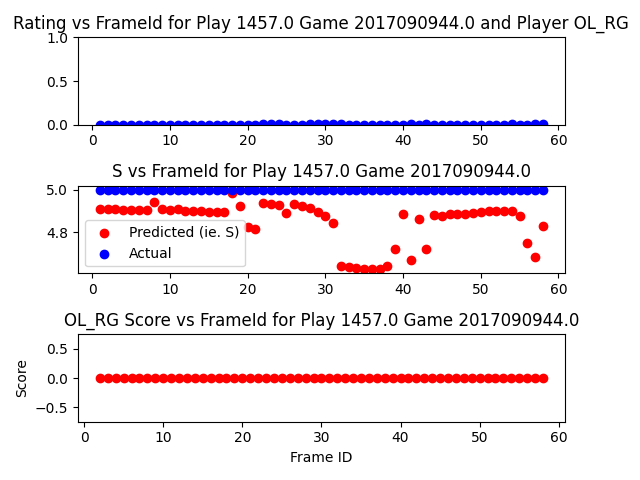 Rating vs FrameId for Play 1457.0 Game 2017090944.0 and Player OL_RG
1.0
0.5
0.0
0 10 20 30 40 50 60
S vs FrameId for Play 1457.0 Game 2017090944.0
5.0
4.8
Predicted (ie. S)
Actual
0 10 20 30 40 50 60
OL_RG Score vs FrameId for Play 1457.0 Game 2017090944.0
0.5
0.0
−0.5
Score
0 10 20 30 40 50 60
Frame ID